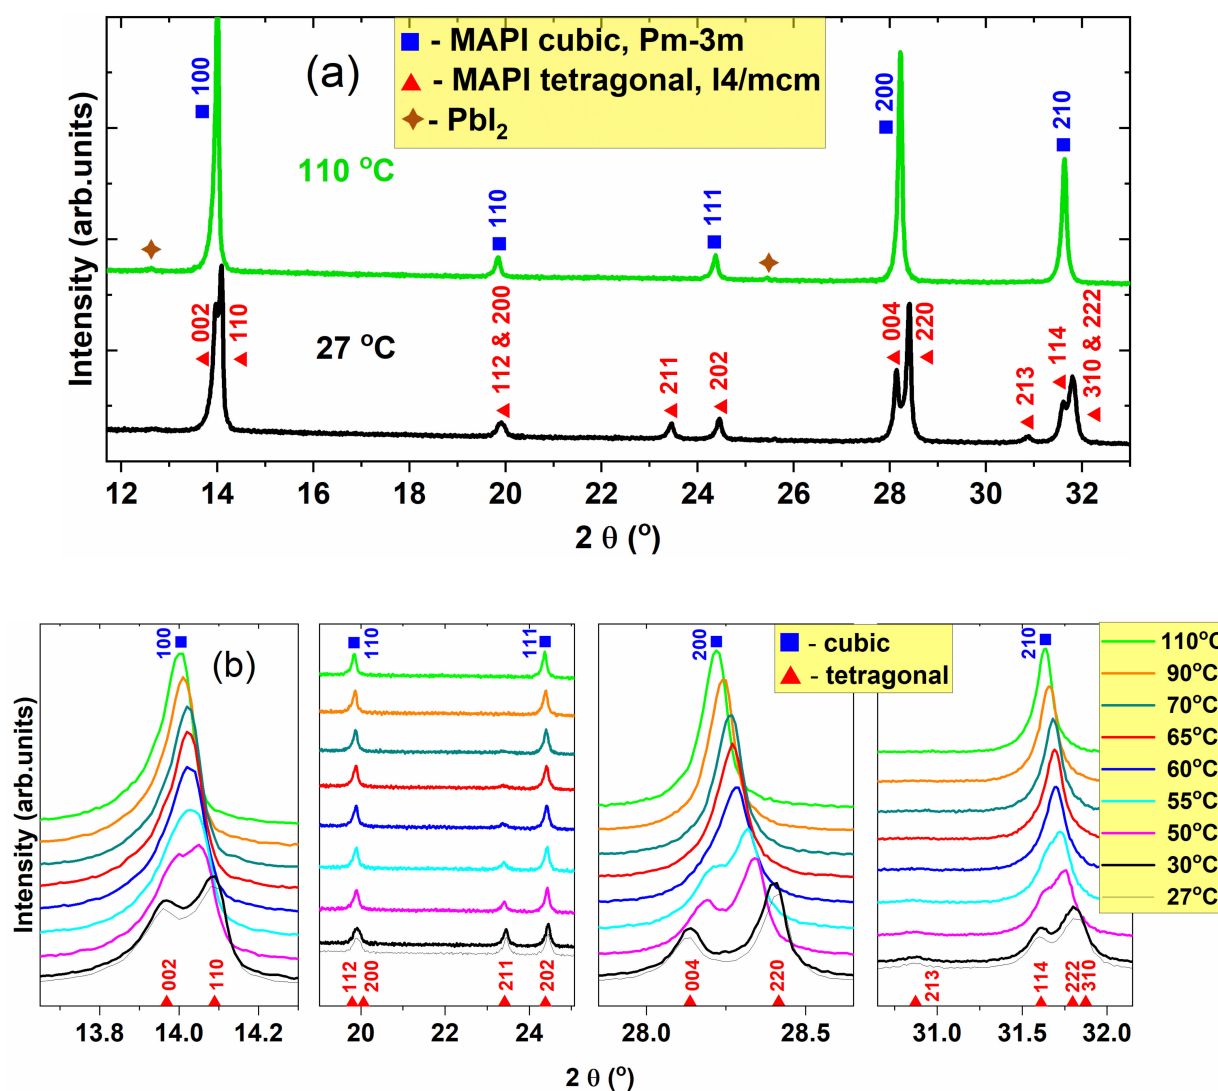 (a)
■ - MAPI cubic, Pm-3m
▲ - MAPI tetragonal, I4/mcm
✦ - PbI₂
Intensity (arb.units)
110 °C
100
110
111
200
210
27 °C
002
110
112 & 200
211
202
004
220
213
114
310 & 222
12 14 16 18 20 22 24 26 28 30 32
2 θ (°)
(b)
■ - cubic
▲ - tetragonal
Intensity (arb.units)
100
110
111
200
210
110°C
90°C
70°C
65°C
60°C
55°C
50°C
30°C
27°C
002
110
112
200
211
202
004
220
213
114
222
310
13.8 14.0 14.2 20 22 24 28.0 28.5 31.0 31.5 32.0
2 θ (°)